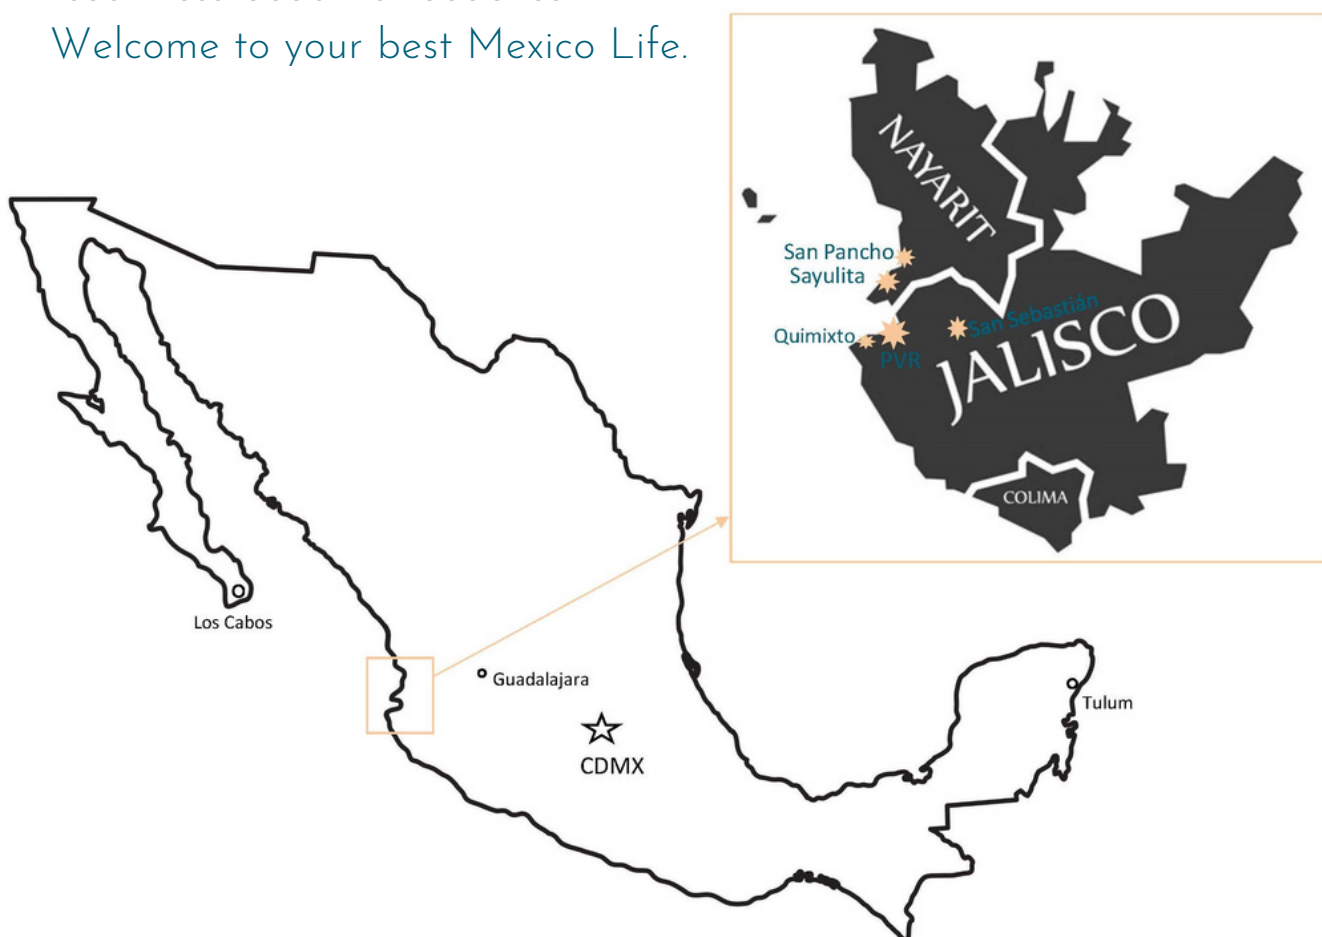 Welcome to your best Mexico Life.
NAYARIT
San Pancho
Sayulita
San Sebastián
Quimixto
PVR
JALISCO
COLIMA
Los Cabos
Guadalajara
CDMX
Tulum